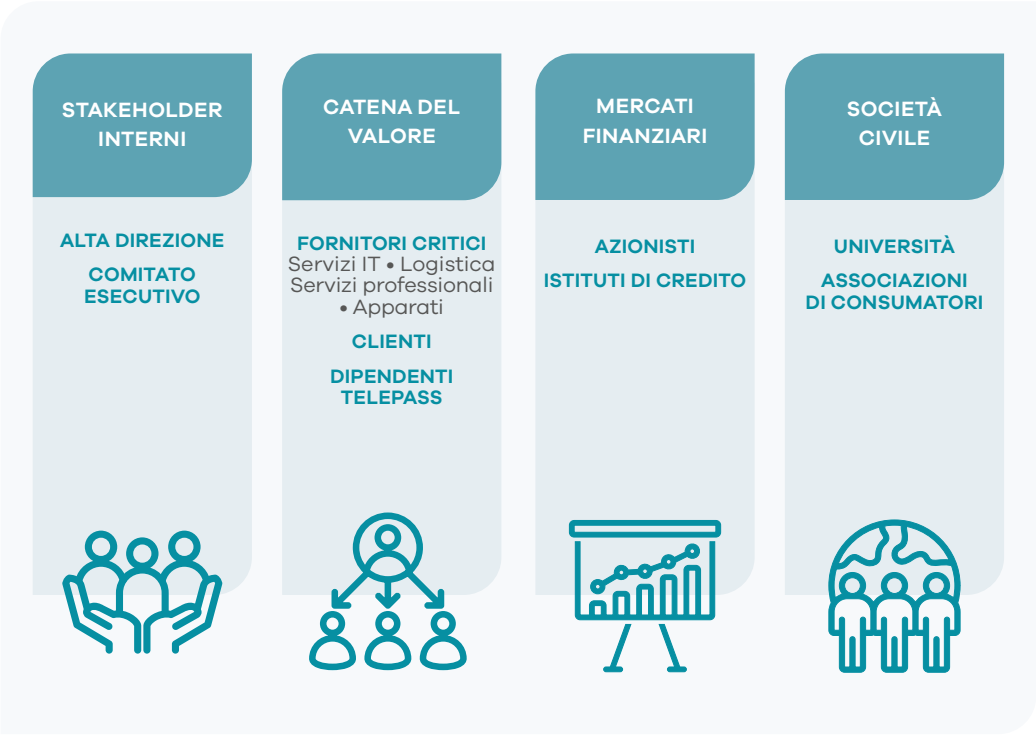 STAKEHOLDER
INTERNI
ALTA DIREZIONE
COMITATO
ESECUTIVO
CATENA DEL
VALORE
FORNITORI CRITICI
Servizi IT • Logistica
Servizi professionali
• Apparati
CLIENTI
DIPENDENTI
TELEPASS
MERCATI
FINANZIARI
AZIONISTI
ISTITUTI DI CREDITO
SOCIETÀ
CIVILE
UNIVERSITÀ
ASSOCIAZIONI
DI CONSUMATORI